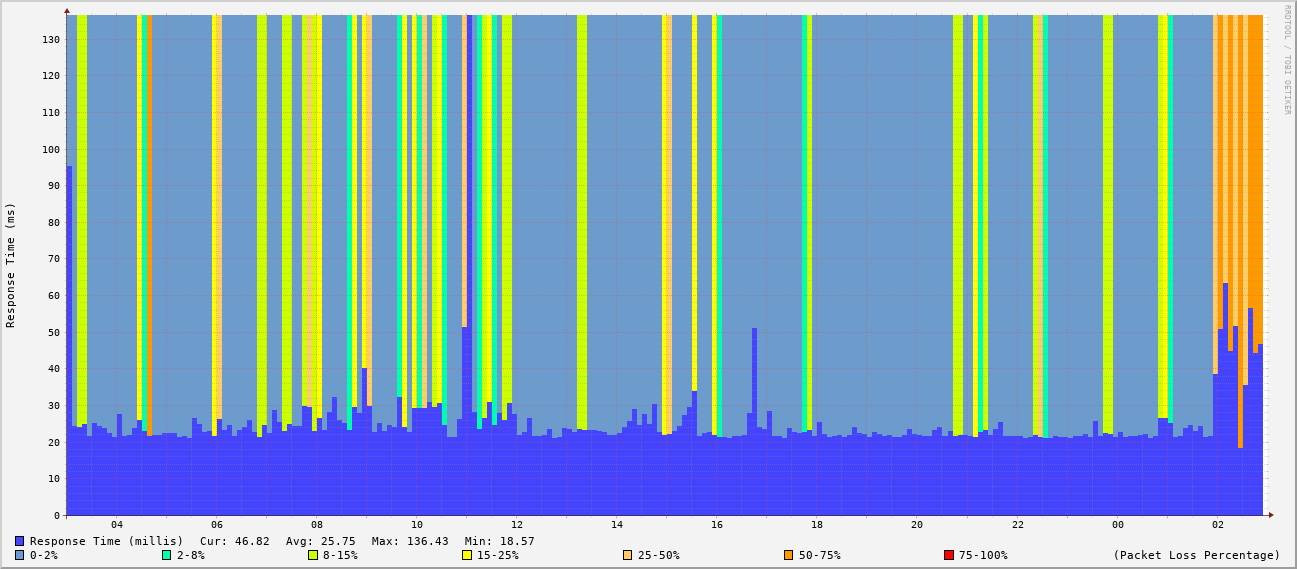 RRDTOOL / TOBI OETIKER
Response Time (ms)
130
120
110
100
90
80
70
60
50
40
30
20
10
0
04 06 08 10 12 14 16 18 20 22 00 02
Response Time (millis) Cur: 46.82 Avg: 25.75 Max: 136.43 Min: 18.57
0-2% 2-8% 8-15% 15-25% 25-50% 50-75% 75-100% (Packet Loss Percentage)